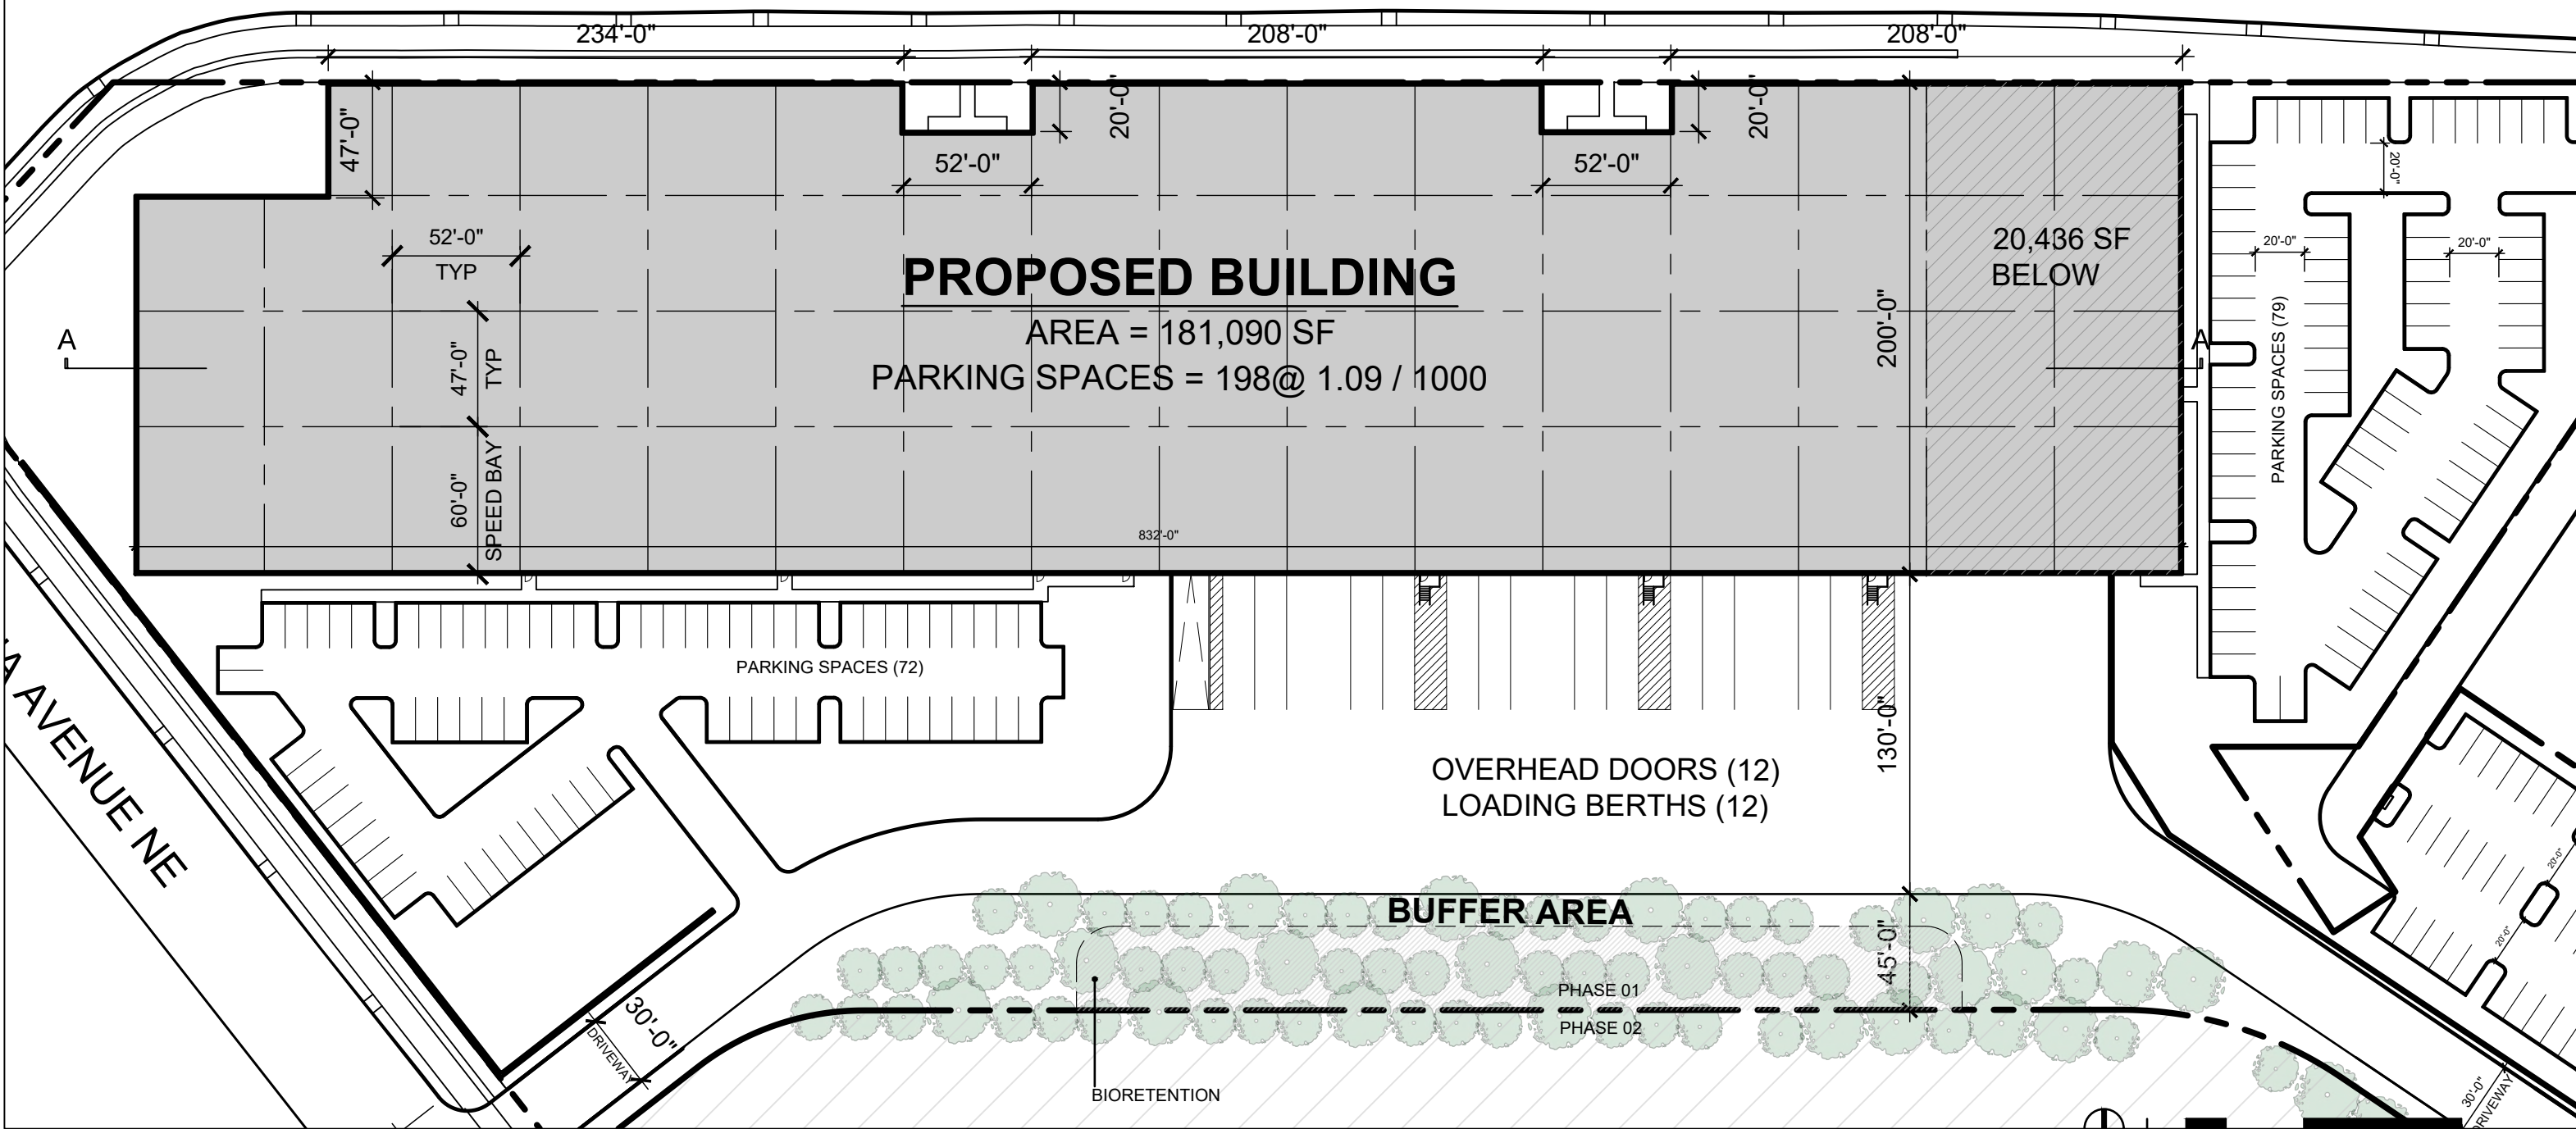 234'-0"
208'-0"
208'-0"
47'-0"
20'-0"
20'-0"
52'-0"
52'-0"
20'-0"
52'-0"
TYP
20,436 SF
BELOW
20'-0"
20'-0"
PROPOSED BUILDING
AREA = 181,090 SF
PARKING SPACES = 198@ 1.09 / 1000
A
A
47'-0"
TYP
200'-0"
PARKING SPACES (79)
60'-0"
SPEED BAY
832'-0"
PARKING SPACES (72)
A AVENUE NE
130'-0"
OVERHEAD DOORS (12)
LOADING BERTHS (12)
BUFFER AREA
45'-0"
PHASE 01
PHASE 02
20'-0"
20'-0"
30'-0"
DRIVEWAY
BIORETENTION
30'-0"
DRIVEWAY